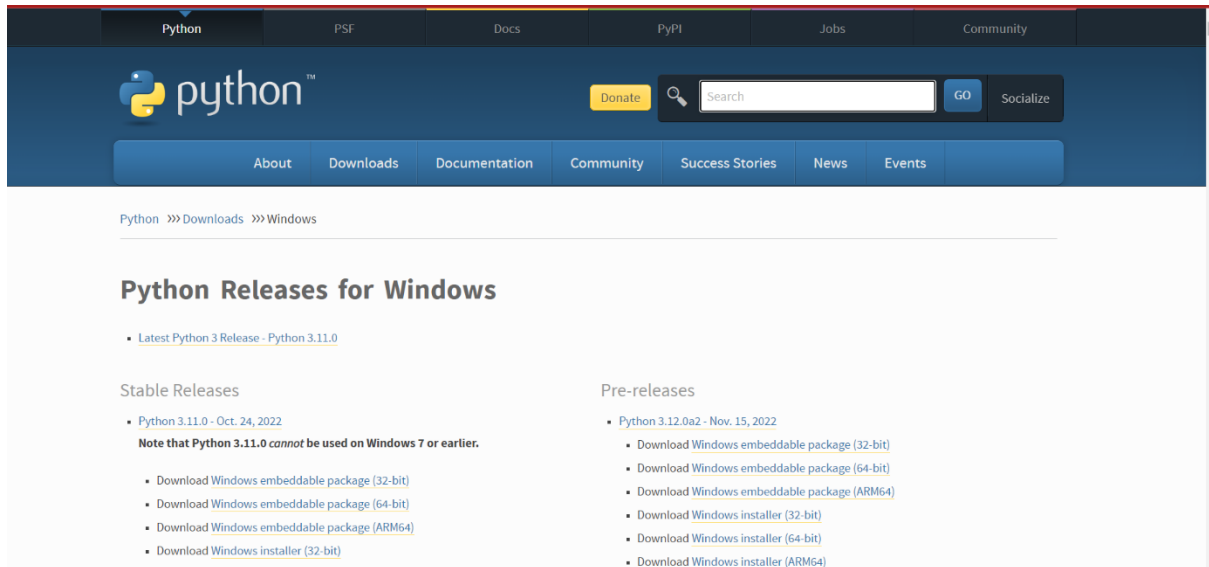 Python PSF Docs PyPI Jobs Community
python™
Donate Search GO Socialize
About Downloads Documentation Community Success Stories News Events
Python >>> Downloads >>> Windows
Python Releases for Windows
Latest Python 3 Release - Python 3.11.0
Stable Releases
Python 3.11.0 - Oct. 24, 2022
Note that Python 3.11.0 cannot be used on Windows 7 or earlier.
Download Windows embeddable package (32-bit)
Download Windows embeddable package (64-bit)
Download Windows embeddable package (ARM64)
Download Windows installer (32-bit)
Pre-releases
Python 3.12.0a2 - Nov. 15, 2022
Download Windows embeddable package (32-bit)
Download Windows embeddable package (64-bit)
Download Windows embeddable package (ARM64)
Download Windows installer (32-bit)
Download Windows installer (64-bit)
Download Windows installer (ARM64)